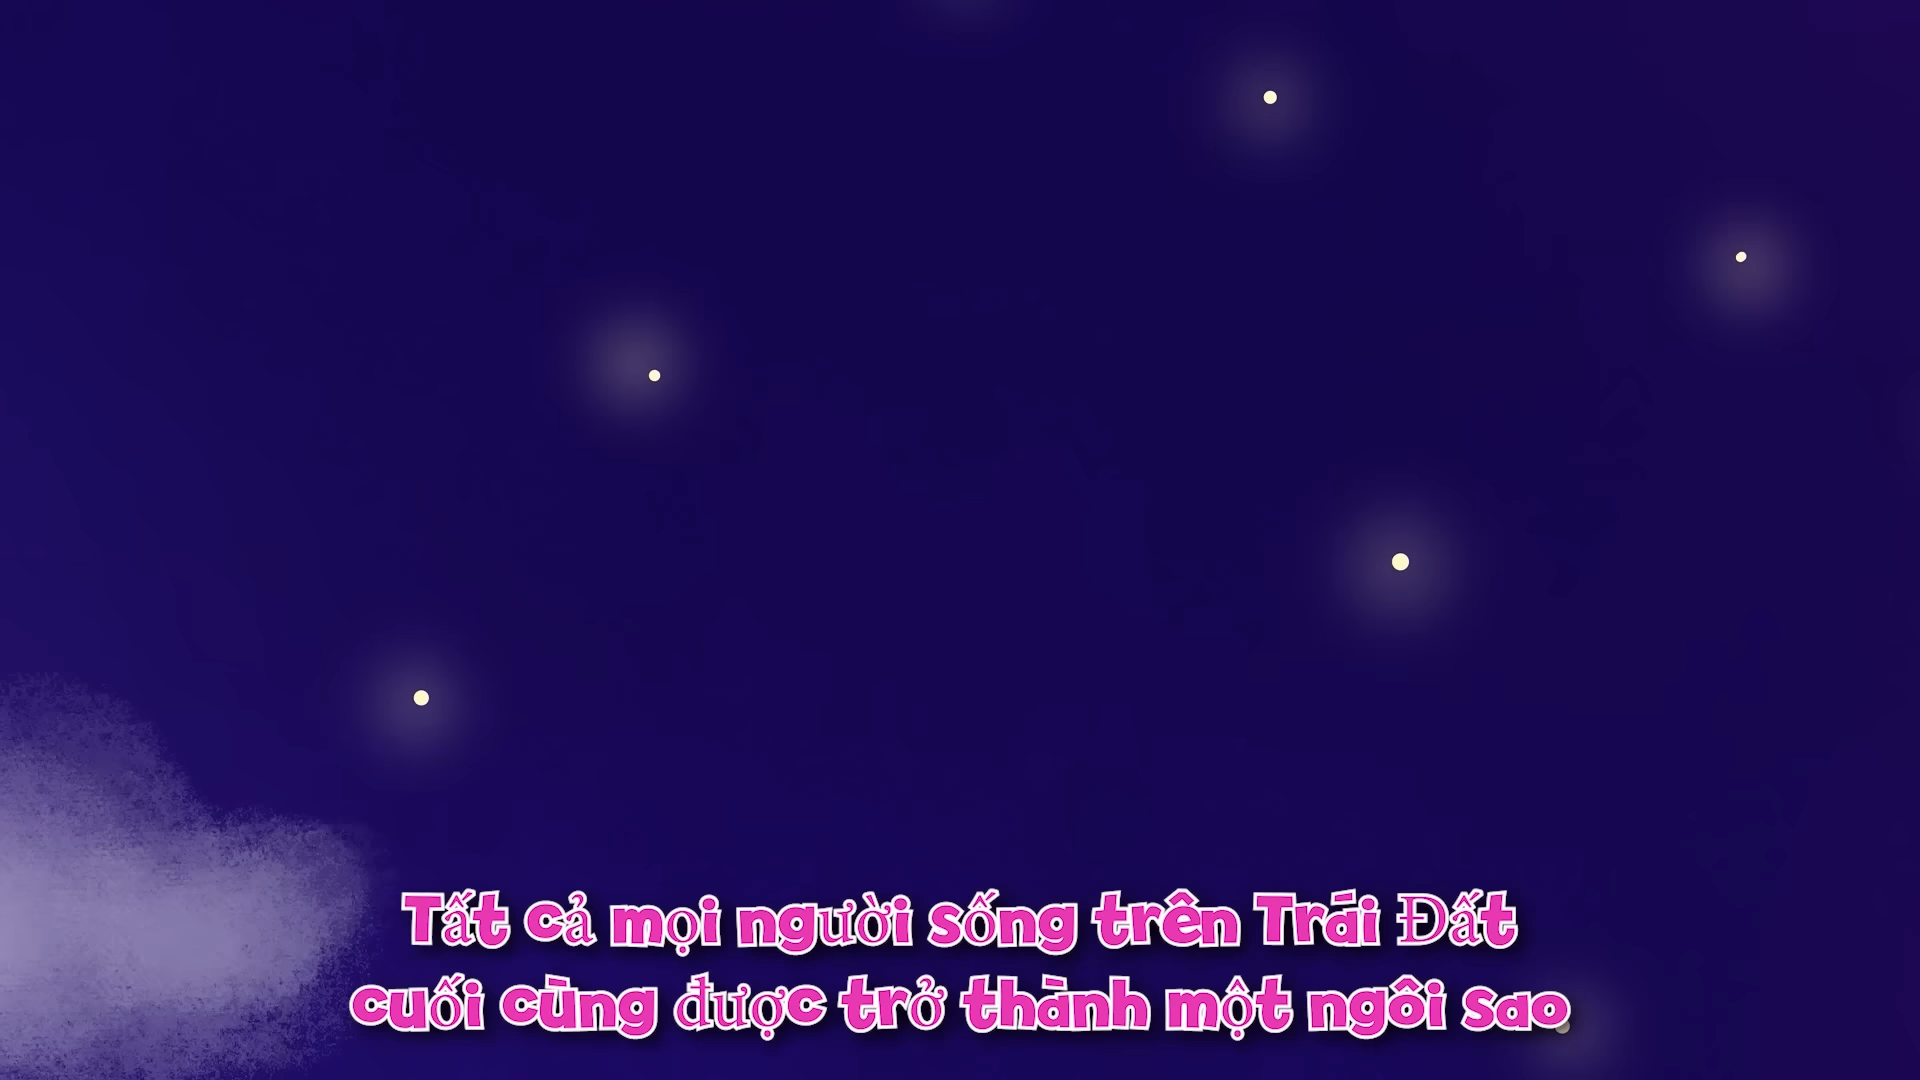 Tất cả mọi người sống trên Trái Đất
cuối cùng được trở thành một ngôi sao